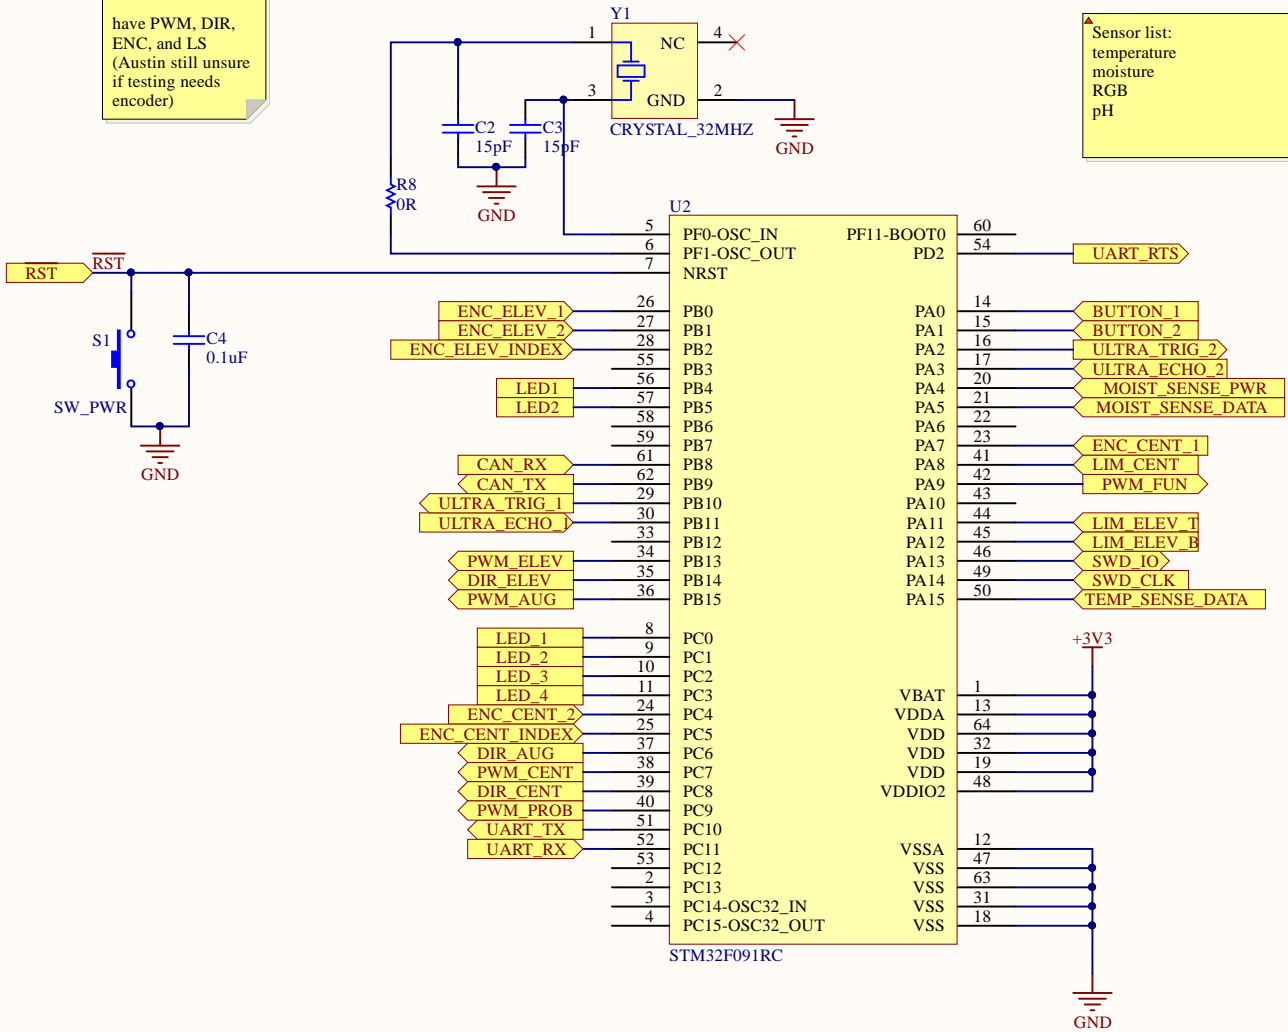 have PWM, DIR,
ENC, and LS
(Austin still unsure
if testing needs
encoder)
Y1
1
NC
4
3
GND
2
CRYSTAL_32MHZ
GND
C2
15pF
C3
15pF
GND
R8
0R
Sensor list:
temperature
moisture
RGB
pH
RST
RST
S1
SW_PWR
C4
0.1uF
GND
U2
5 PF0-OSC_IN
6 PF1-OSC_OUT
7 NRST
ENC_ELEV_1 26 PB0
ENC_ELEV_2 27 PB1
ENC_ELEV_INDEX 28 PB2
55 PB3
LED1 56 PB4
LED2 57 PB5
58 PB6
59 PB7
CAN_RX 61 PB8
CAN_TX 62 PB9
ULTRA_TRIG_1 29 PB10
ULTRA_ECHO_1 30 PB11
33 PB12
PWM_ELEV 34 PB13
DIR_ELEV 35 PB14
PWM_AUG 36 PB15
LED_1 8 PC0
LED_2 9 PC1
LED_3 10 PC2
LED_4 11 PC3
ENC_CENT_2 24 PC4
ENC_CENT_INDEX 25 PC5
DIR_AUG 37 PC6
PWM_CENT 38 PC7
DIR_CENT 39 PC8
PWM_PROB 40 PC9
UART_TX 51 PC10
UART_RX 52 PC11
53 PC12
2 PC13
3 PC14-OSC32_IN
4 PC15-OSC32_OUT
PF11-BOOT0 60
PD2 54 UART_RTS
PA0 14 BUTTON_1
PA1 15 BUTTON_2
PA2 16 ULTRA_TRIG_2
PA3 17 ULTRA_ECHO_2
PA4 20 MOIST_SENSE_PWR
PA5 21 MOIST_SENSE_DATA
PA6 22
PA7 23 ENC_CENT_1
PA8 41 LIM_CENT
PA9 42 PWM_FUN
PA10 43
PA11 44 LIM_ELEV_T
PA12 45 LIM_ELEV_B
PA13 46 SWD_IO
PA14 49 SWD_CLK
PA15 50 TEMP_SENSE_DATA
+3V3
VBAT 1
VDDA 13
VDD 64
VDD 32
VDD 19
VDDIO2 48
VSSA 12
VSS 47
VSS 63
VSS 31
VSS 18
STM32F091RC
GND